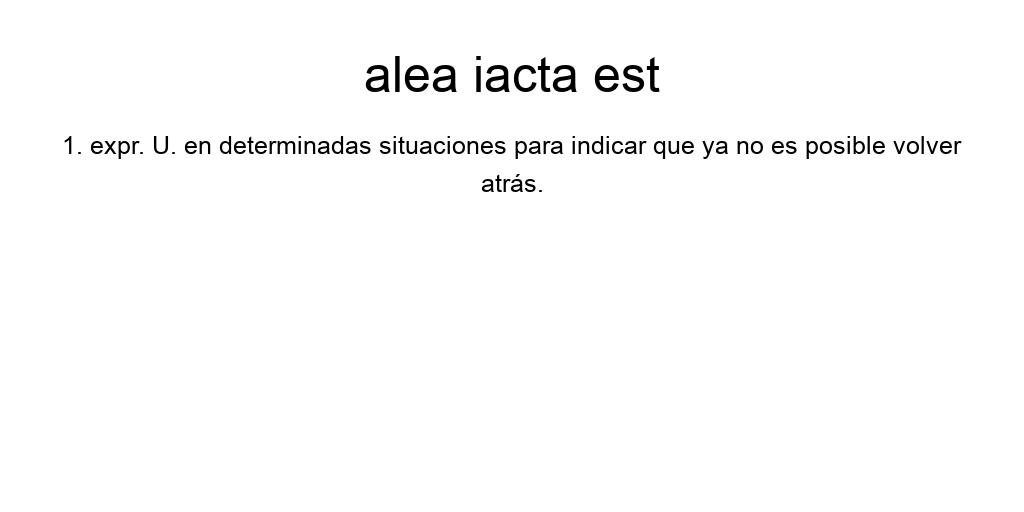 alea iacta est
1. expr. U. en determinadas situaciones para indicar que ya no es posible volver
atrás.